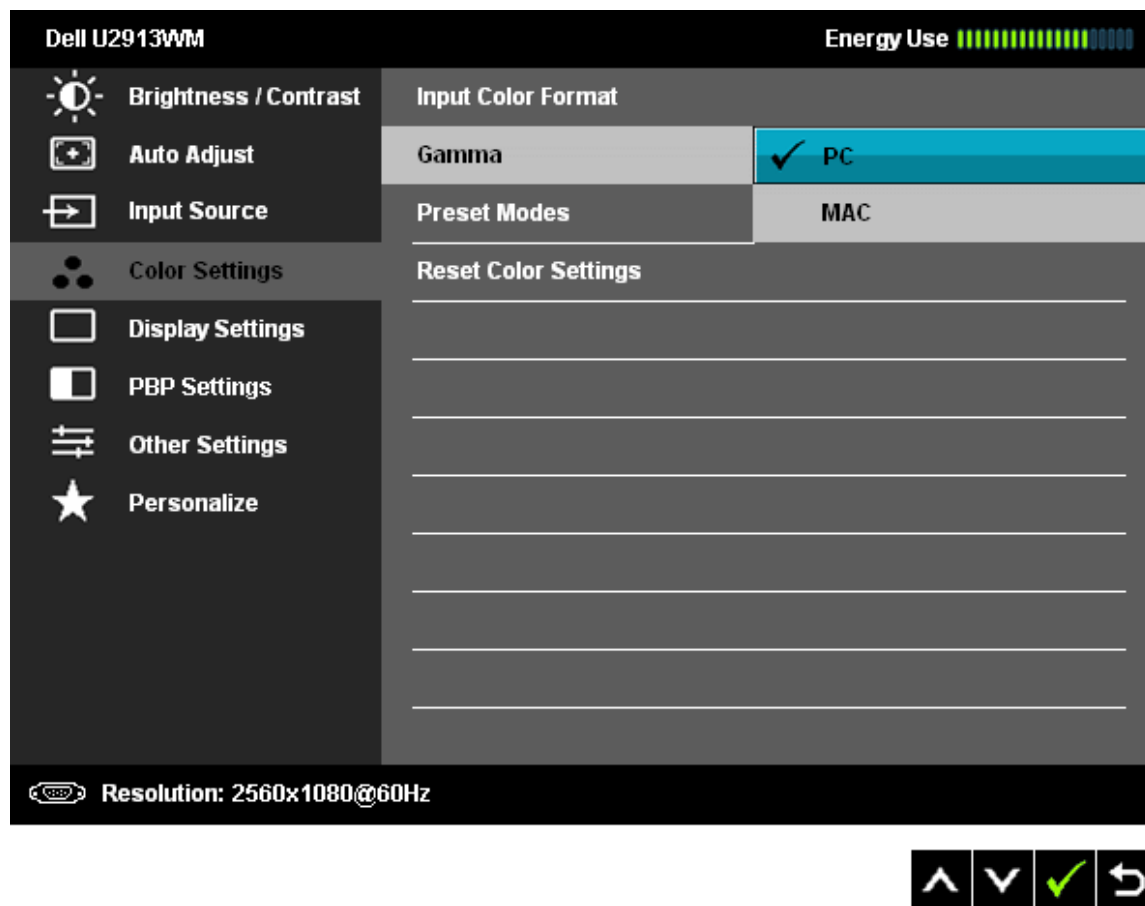 Dell U2913WM
Energy Use
Brightness / Contrast
Auto Adjust
Input Source
Color Settings
Display Settings
PBP Settings
Other Settings
Personalize
Input Color Format
Gamma
Preset Modes
Reset Color Settings
PC
MAC
Resolution: 2560x1080@60Hz